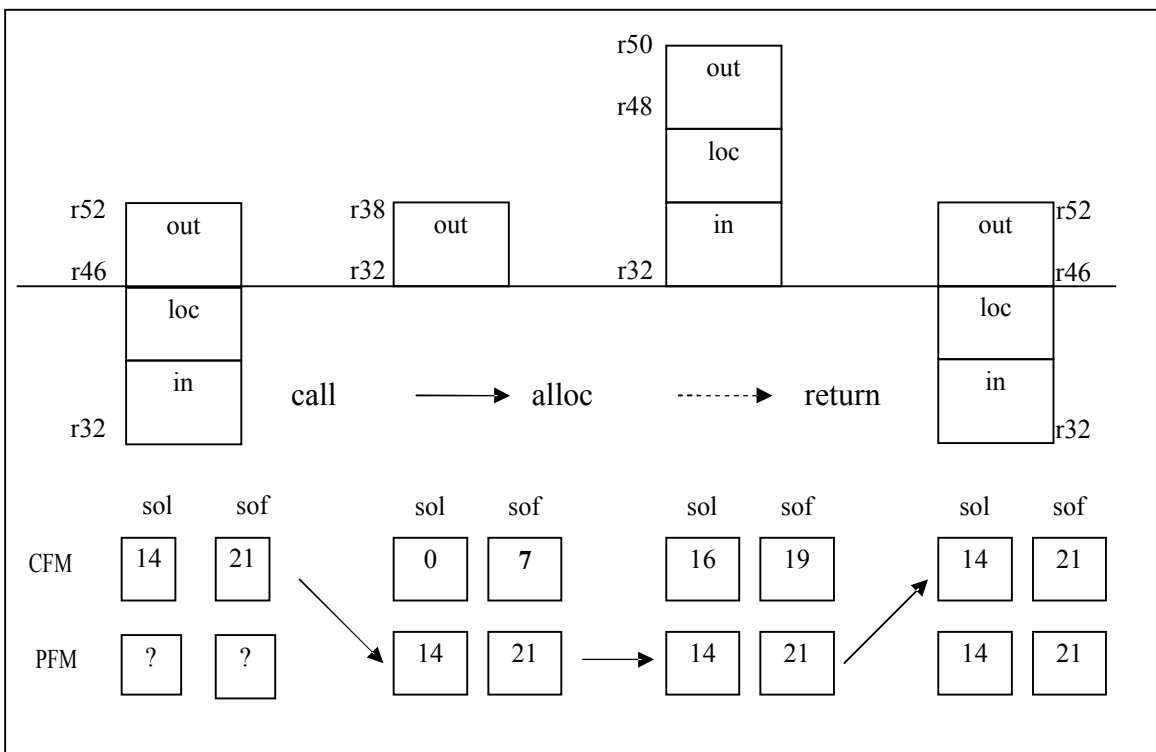 r50
out
r48
loc
r52
out
r38
out
in
out
r52
r46
r32
r32
r46
loc
loc
in
call
alloc
return
in
r32
r32
sol sof sol sof sol sof sol sof
CFM 14 21 0 7 16 19 14 21
PFM ? ? 14 21 14 21 14 21